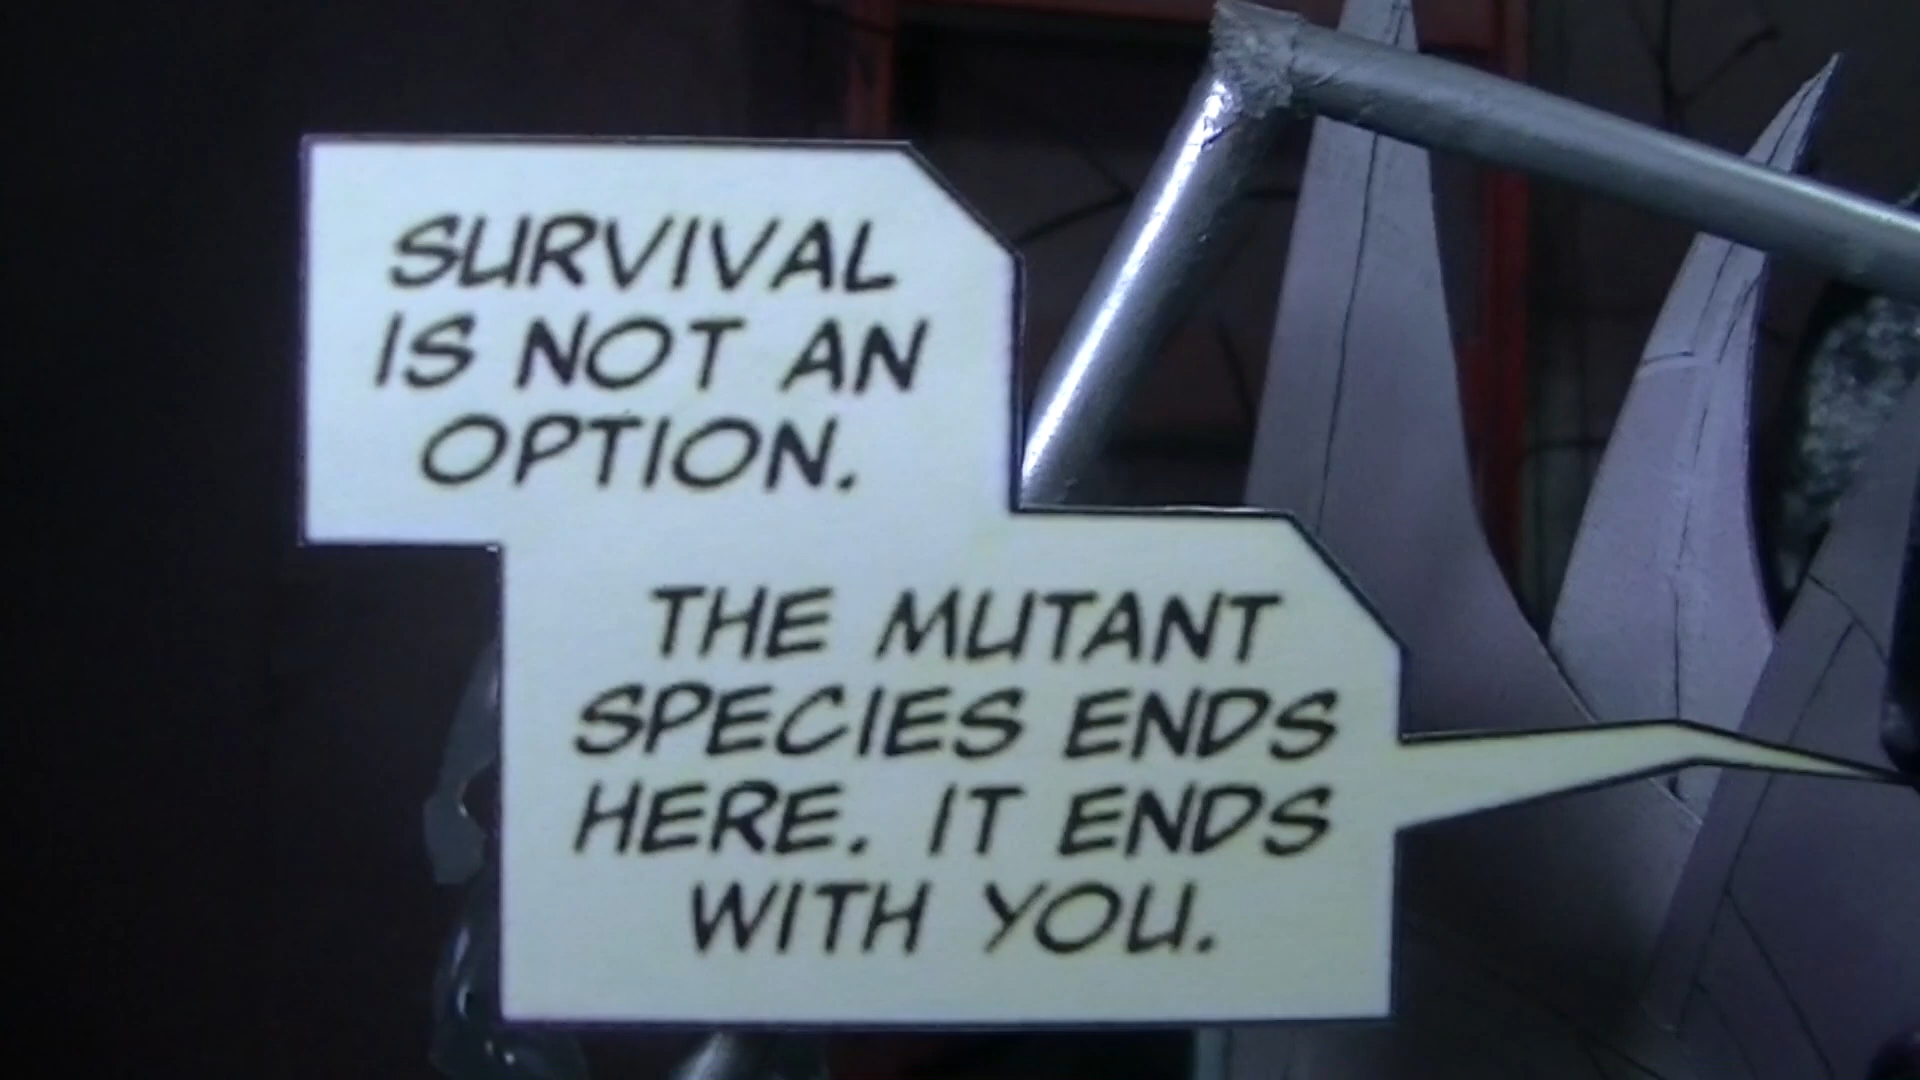 SURVIVAL
IS NOT AN
OPTION.
THE MUTANT
SPECIES ENDS
HERE. IT ENDS
WITH YOU.